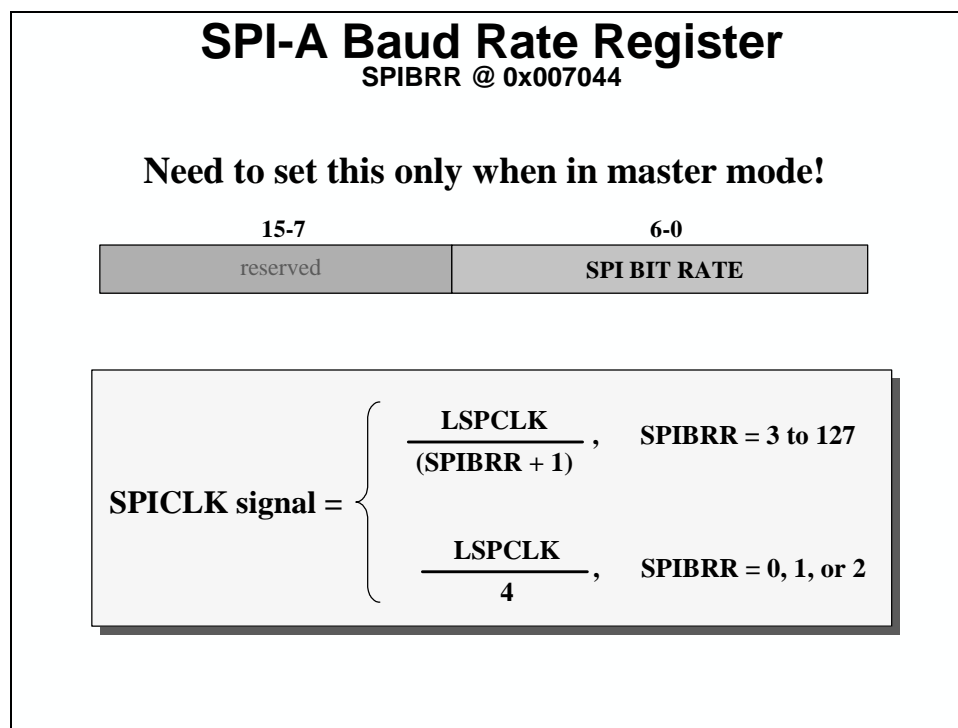 SPI-A Baud Rate Register
SPIBRR @ 0x007044
Need to set this only when in master mode!
15-7 6-0
reserved SPI BIT RATE
SPICLK signal =
LSPCLK
(SPIBRR + 1)
, SPIBRR = 3 to 127
LSPCLK
4
, SPIBRR = 0, 1, or 2